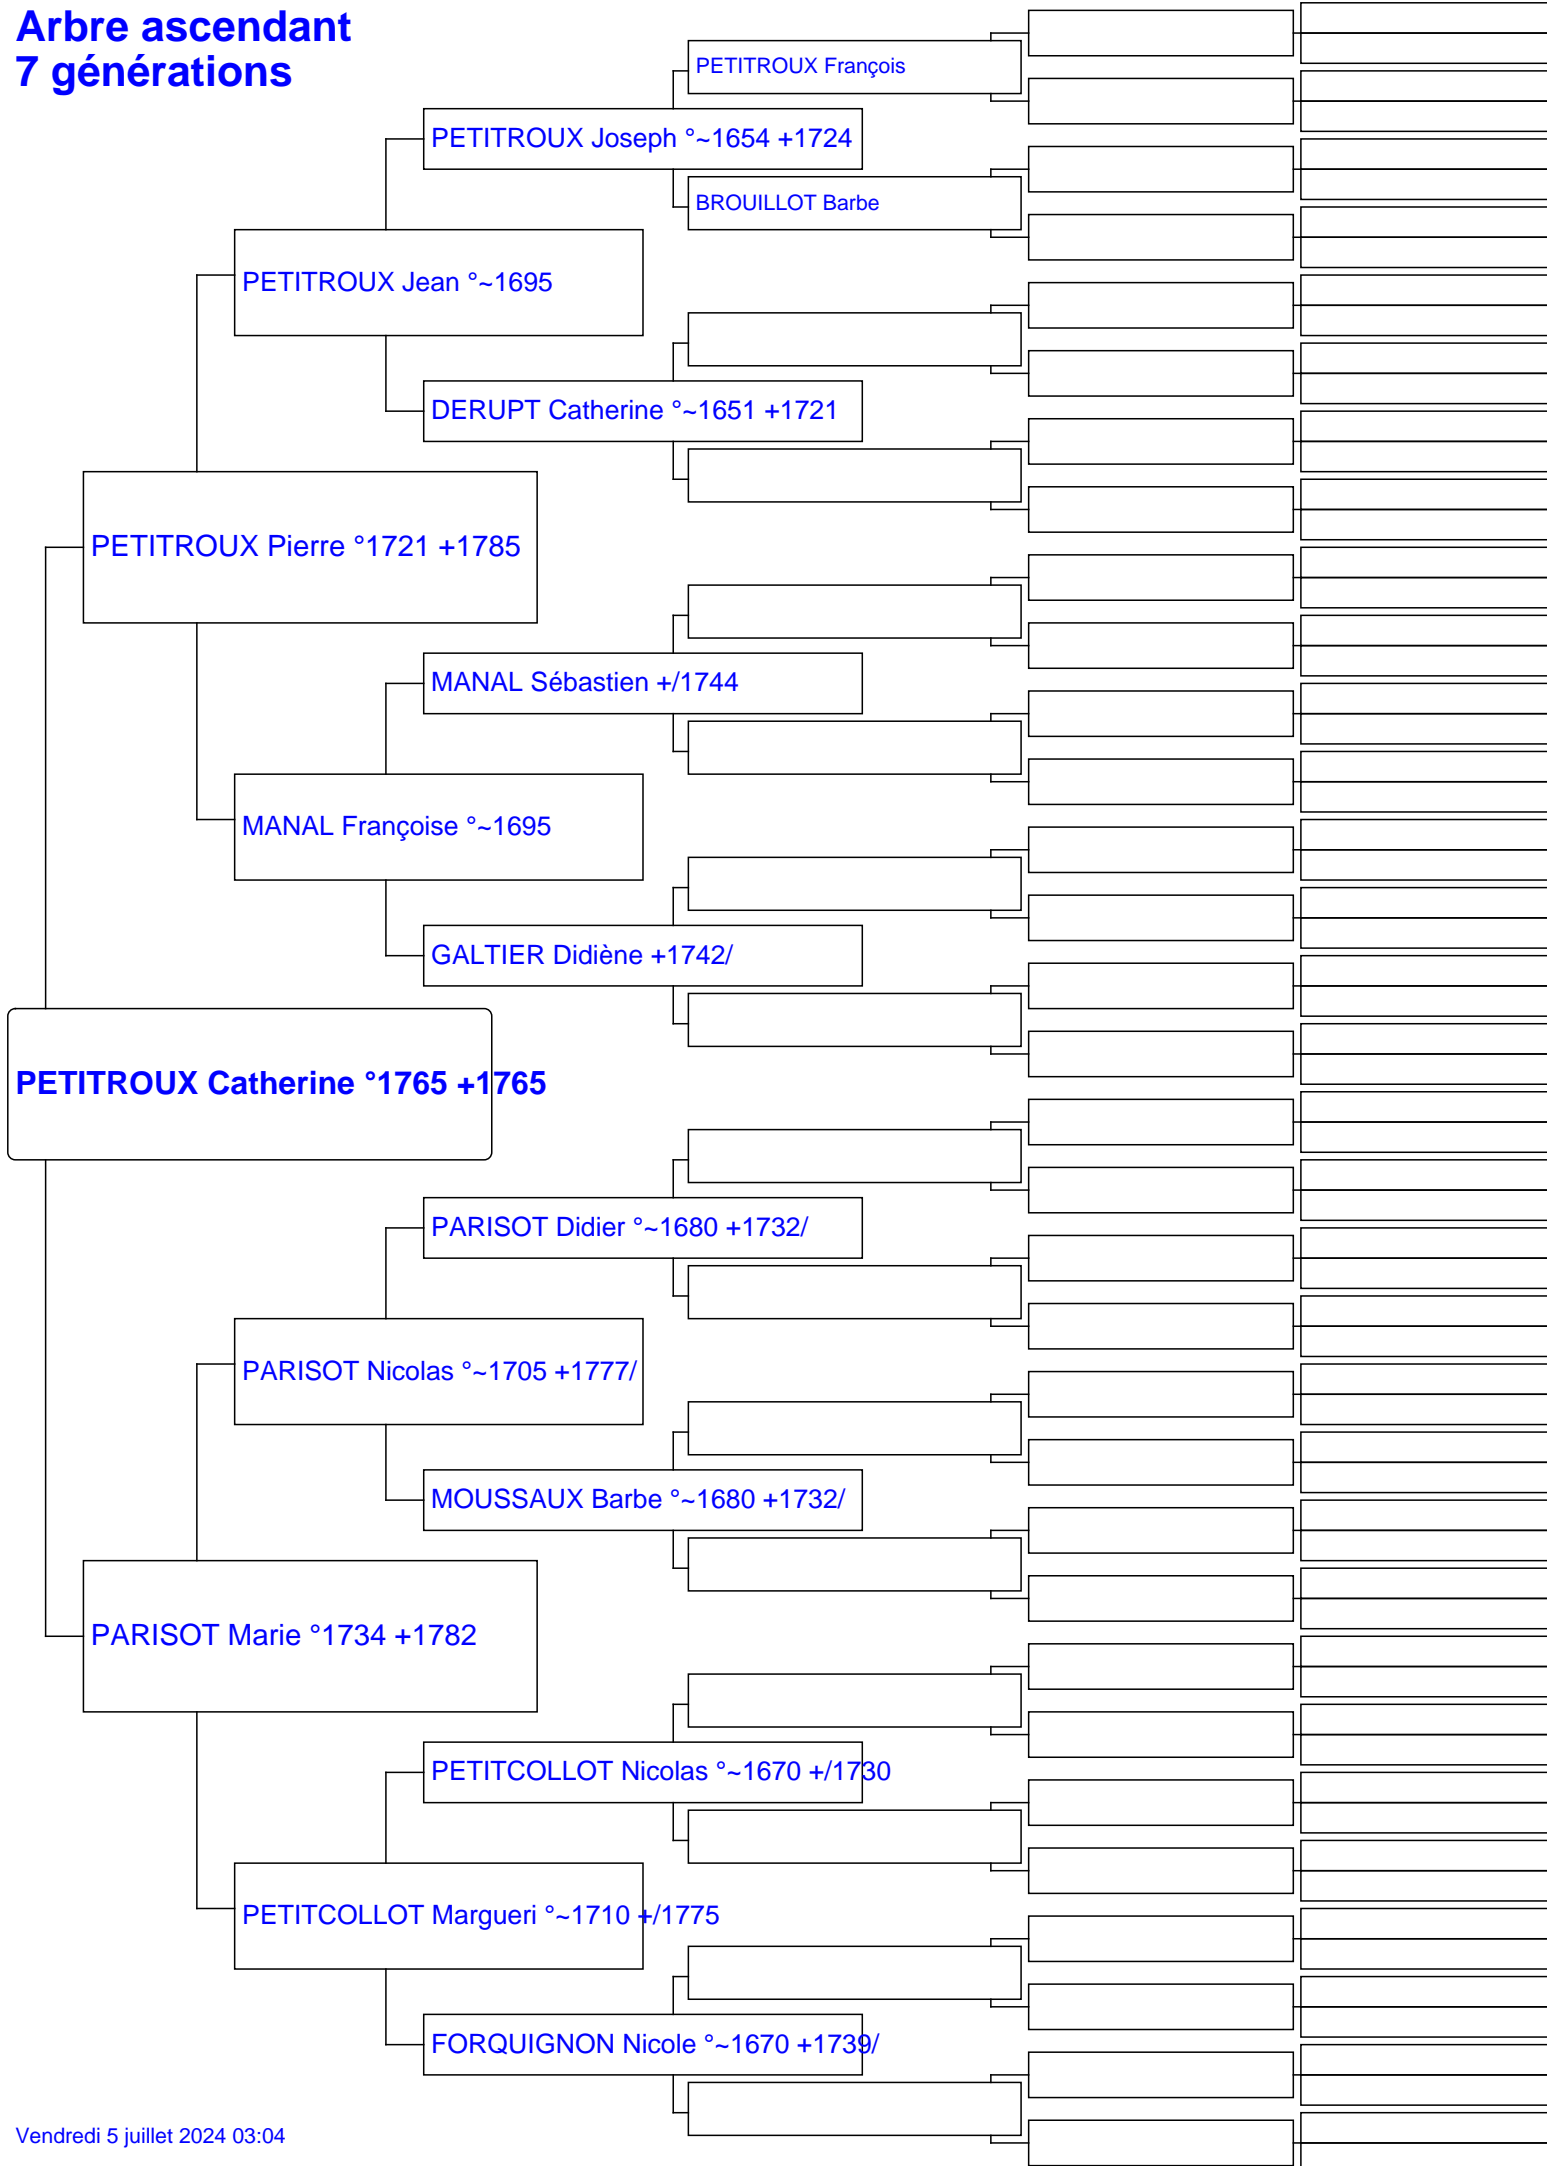 Arbre ascendant
7 générations
PETITROUX François
PETITROUX Joseph °~1654 +1724
BROUILLOT Barbe
PETITROUX Jean °~1695
DERUPT Catherine °~1651 +1721
PETITROUX Pierre °1721 +1785
MANAL Sébastien +/1744
MANAL Françoise °~1695
GALTIER Didiène +1742/
PETITROUX Catherine °1765 +1765
PARISOT Didier °~1680 +1732/
PARISOT Nicolas °~1705 +1777/
MOUSSAUX Barbe °~1680 +1732/
PARISOT Marie °1734 +1782
PETITCOLLOT Nicolas °~1670 +/1730
PETITCOLLOT Margueri °~1710 +/1775
FORQUIGNON Nicole °~1670 +1739/
Vendredi 5 juillet 2024 03:04